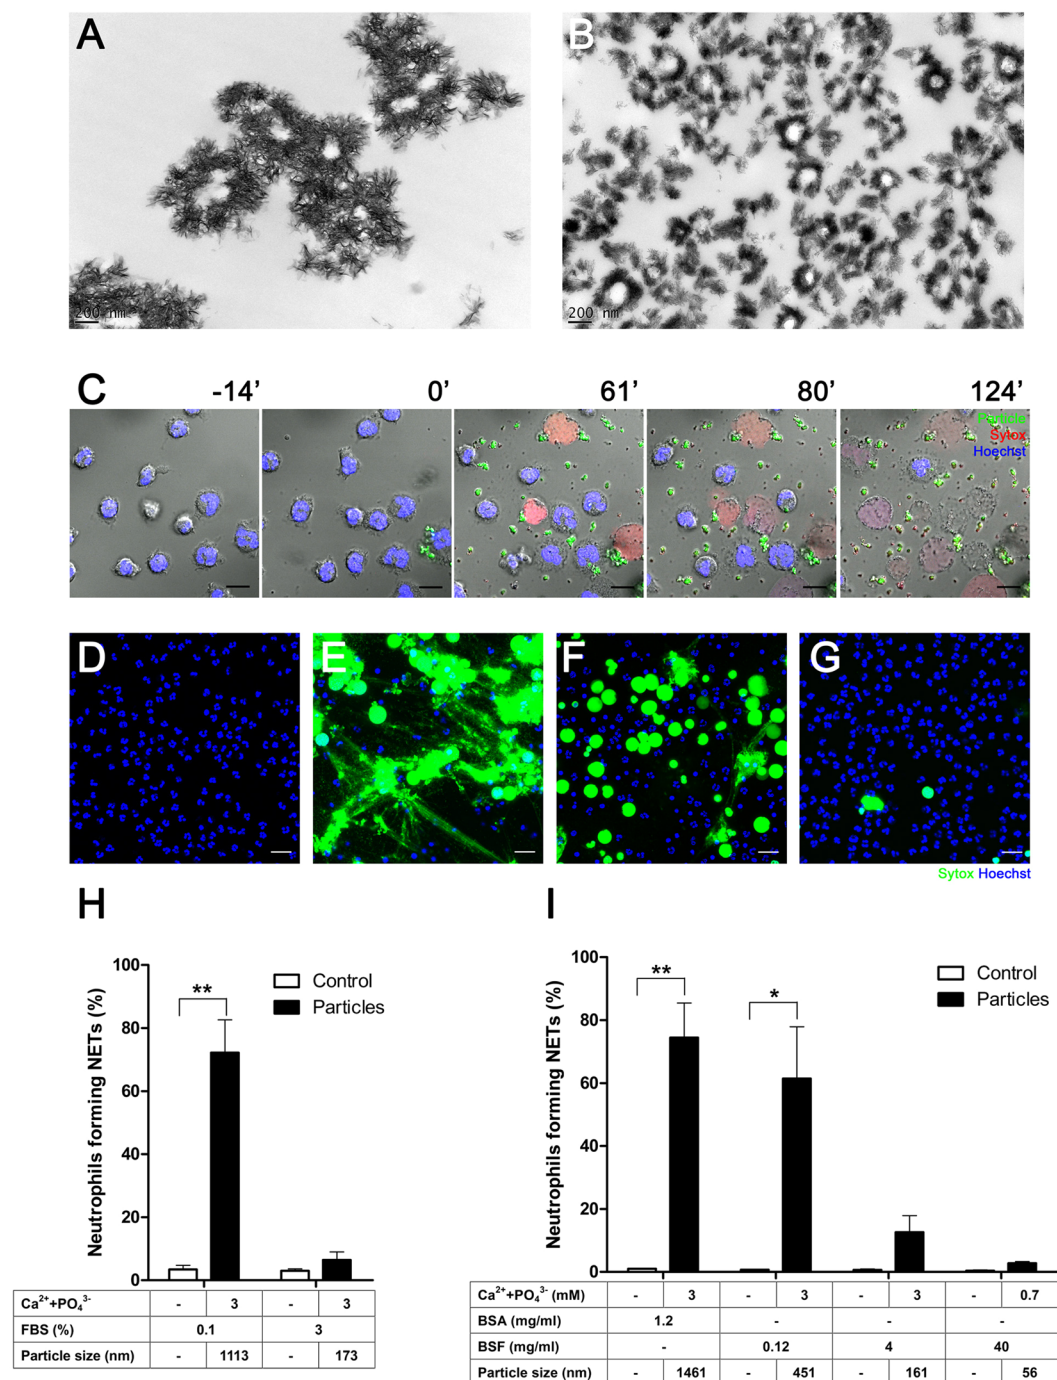 A
B
200 nm
200 nm
C
-14’
0’
61’
80’
124’
Particle
Sytox
Hoechst
D
E
F
G
Sytox Hoechst
H
I
Neutrophils forming NETs (%)
100
80
60
40
20
0
**
Control
Particles
Ca²⁺+PO₄³⁻ - 3 - 3
FBS (%) 0.1 3
Particle size (nm) - 1113 - 173
Neutrophils forming NETs (%)
100
80
60
40
20
0
**
*
Control
Particles
Ca²⁺+PO₄³⁻ (mM) - 3 - 3 - 3 - 0.7
BSA (mg/ml) 1.2 - - -
BSF (mg/ml) - 0.12 4 40
Particle size (nm) - 1461 - 451 - 161 - 56